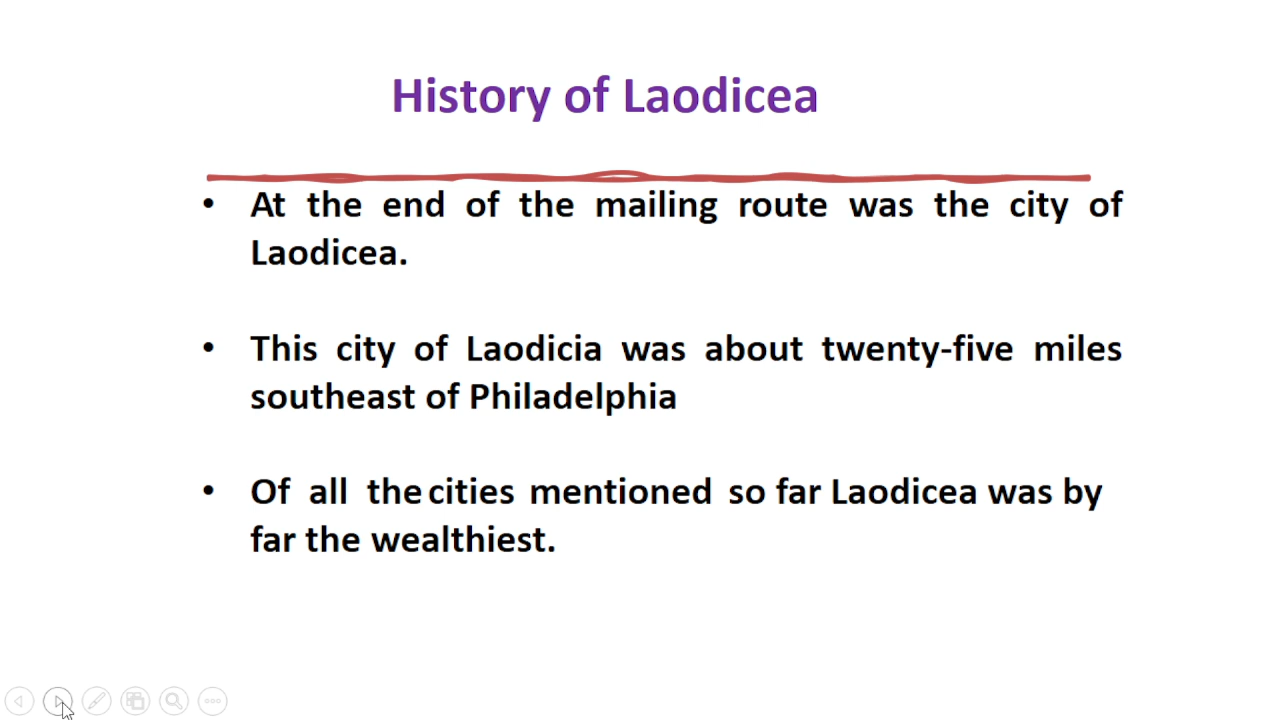 History of Laodicea
• At the end of the mailing route was the city of
Laodicea.
• This city of Laodicia was about twenty-five miles
southeast of Philadelphia
• Of all the cities mentioned so far Laodicea was by
far the wealthiest.